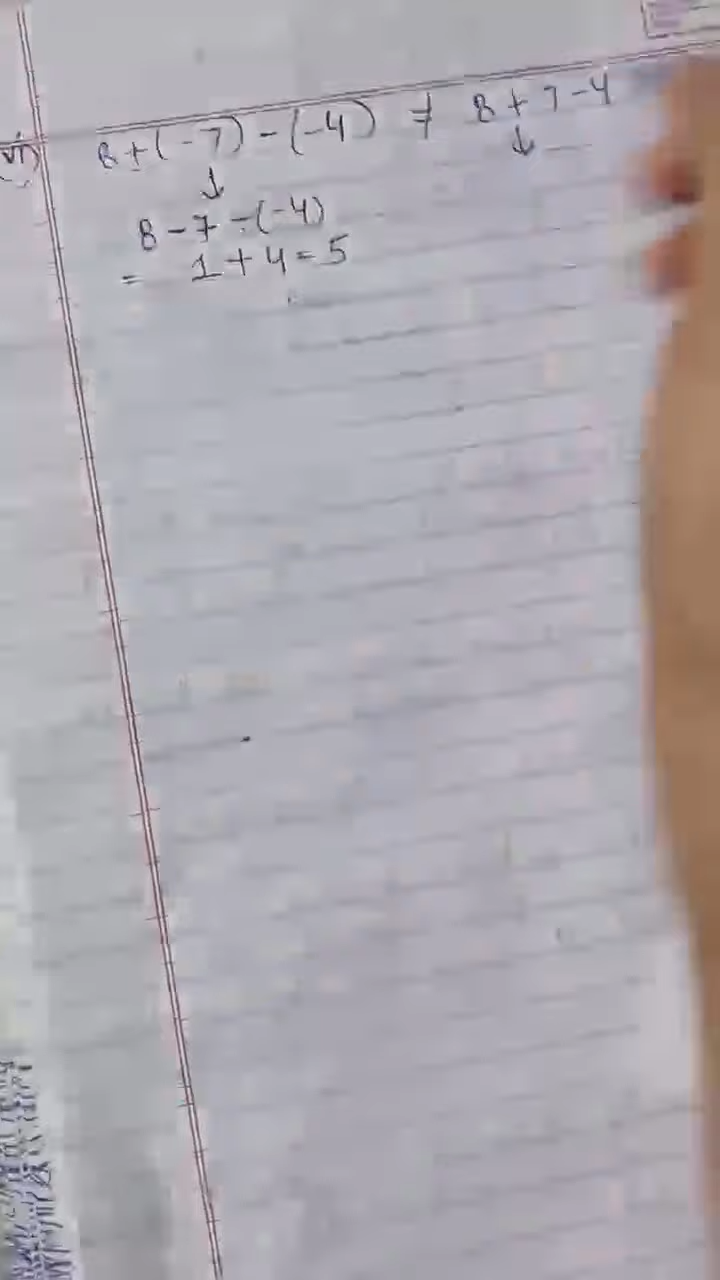 vi) 8 + (-7) - (-4) ≠ 8 + 7 - 4
↓ ↓
8 - 7 - (-4)
= 1 + 4 = 5